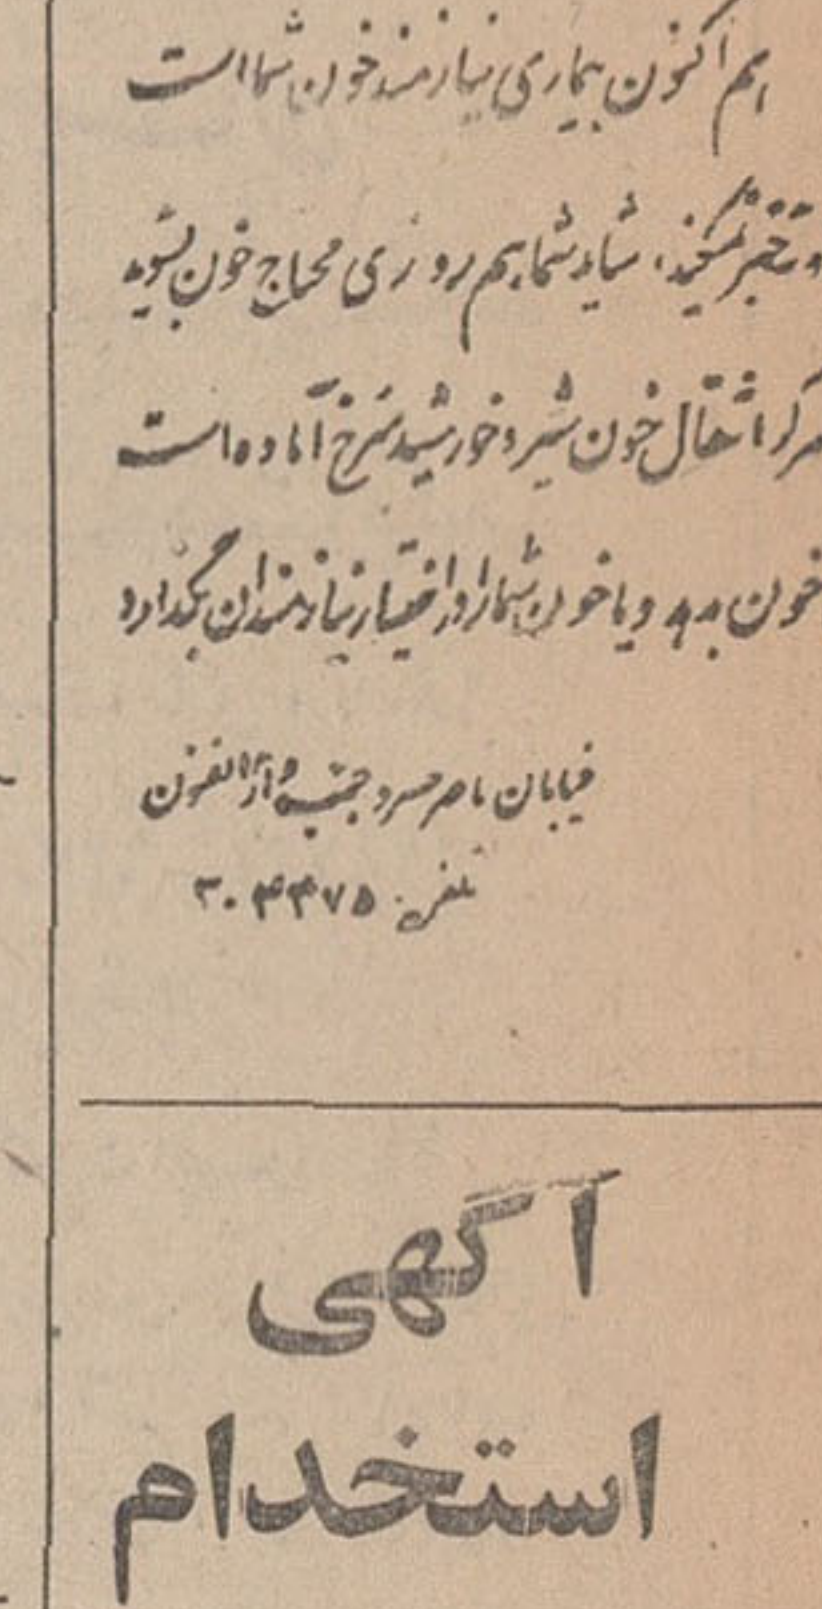 هم اکنون بیماری نیازمند خون شما است
تأخیر نکنید، شاید شما هم روزی محتاج خون بشوید
مرکز انتقال خون شیر و خورشید سرخ آماده است
خون بدهد و یا خون شما را در اختیار نیازمندان بگذارد
خیابان ناصر خسرو جنب دارالفنون
تلفن: ۳۰۴۴۷۵
آگهی
استخدام